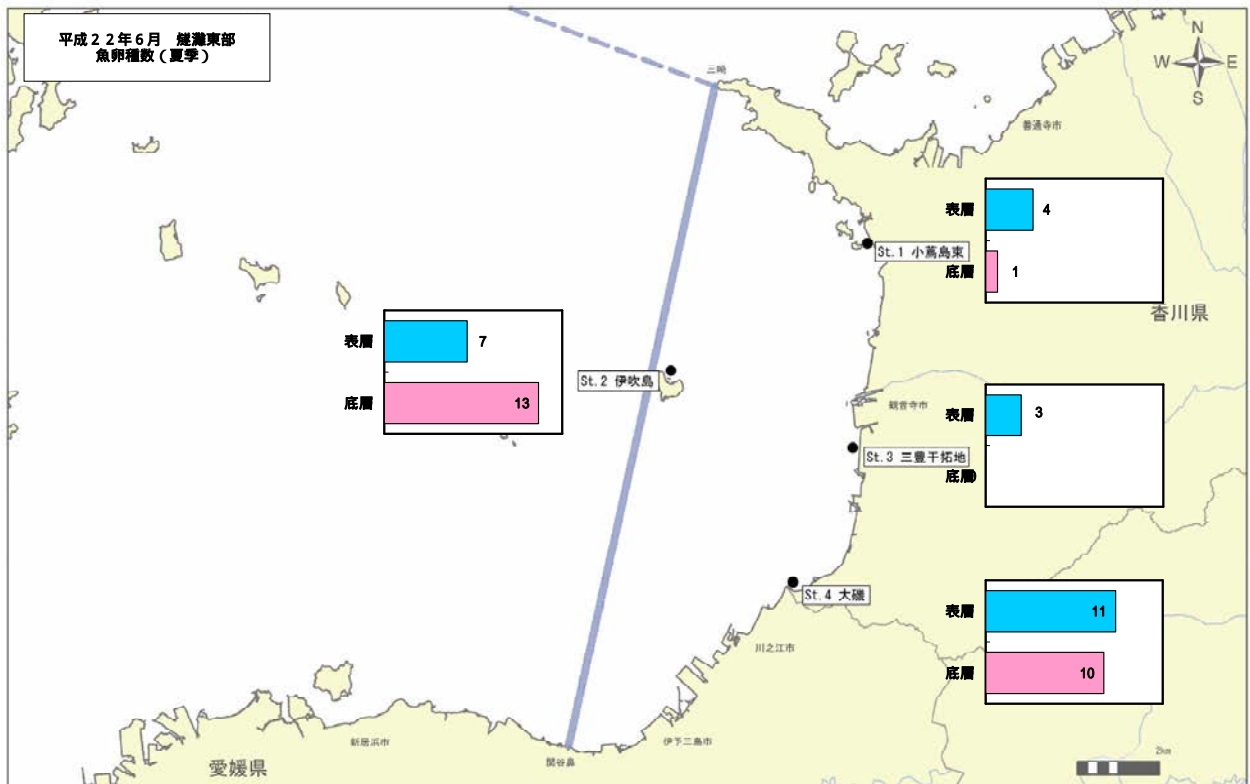 平成22年6月 燧灘東部
魚卵種数(夏季)
三崎
N
W E
S
善通寺市
表層 4
底層 1
St.1 小蔦島東
香川県
表層 7
底層 13
St.2 伊吹島
観音寺市
表層 3
底層 0
St.3 三豊干拓地
St.4 大磯
表層 11
底層 10
川之江市
新居浜市
伊予三島市
関谷鼻
愛媛県
2km